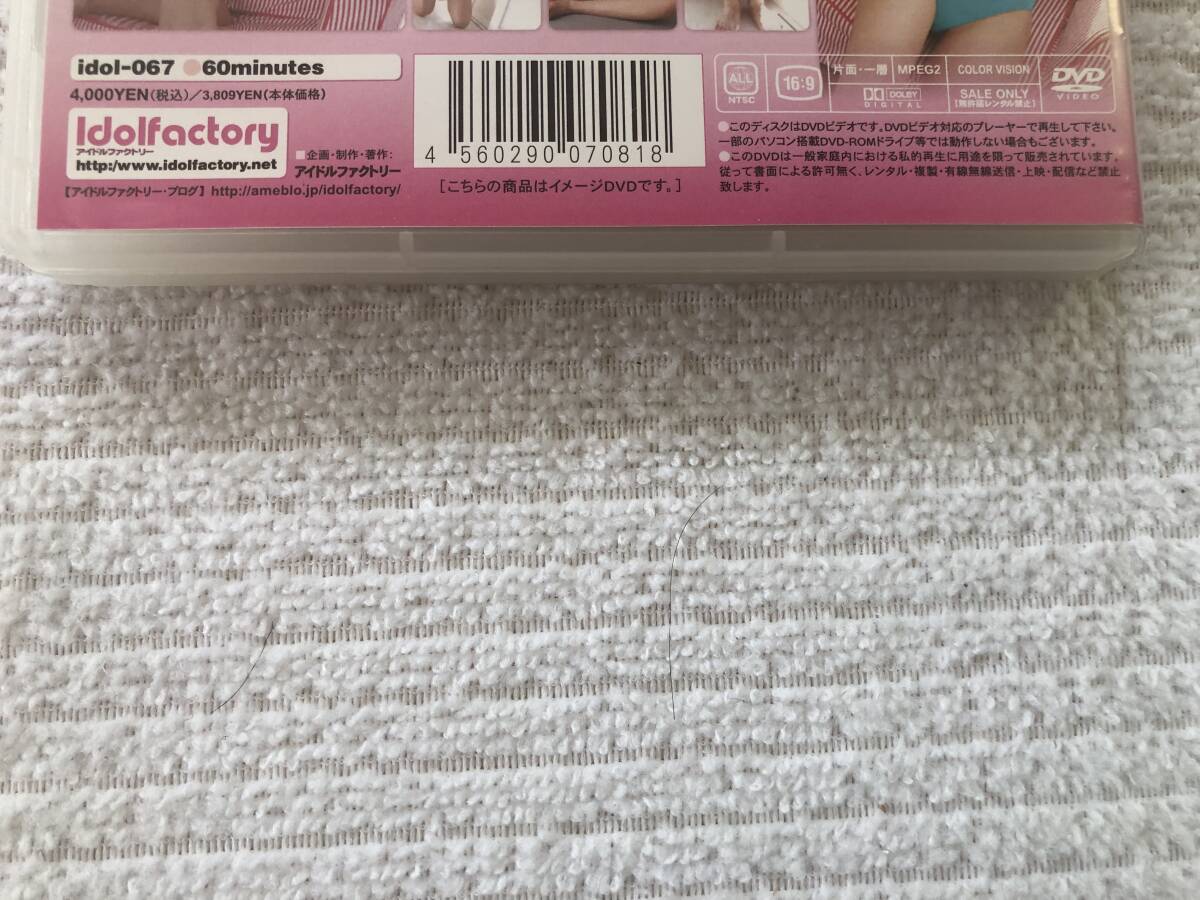 idol-067 ●60minutes
4,000YEN(税込)／3,809YEN(本体価格)
Idolfactory
アイドルファクトリー
http:/www.idolfactory.net
■企画・制作・著作：
アイドルファクトリー
【アイドルファクトリー・ブログ】http://ameblo.jp/idolfactory/
4 560290 070818
[こちらの商品はイメージDVDです。]
ALL
NTSC
16:9
片面・一層
MPEG2
COLOR VISION
DOLBY
DIGITAL
SALE ONLY
[無許諾レンタル禁止]
DVD
VIDEO
●このディスクはDVDビデオです。DVDビデオ対応のプレーヤーで再生して下さい。
一部のパソコン搭載DVD-ROMドライブ等では動作しない場合もございます。
●このDVDは一般家庭内における私的再生に用途を限って販売されています。
従って書面による許可無く、レンタル・複製・有線無線送信・上映・配信など禁止
致します。